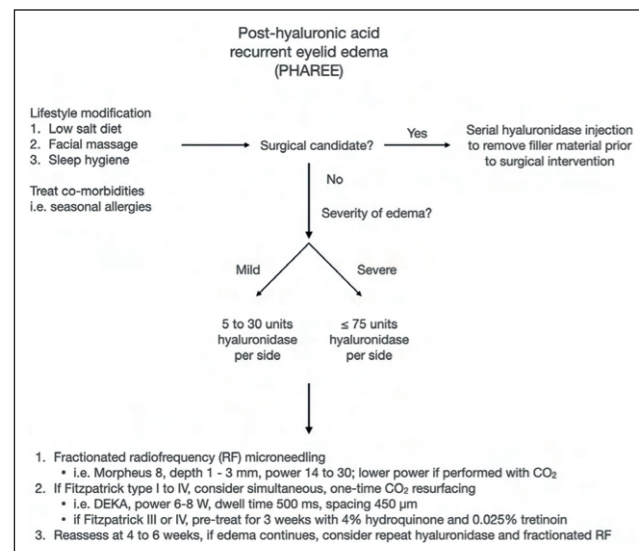 Post-hyaluronic acid
recurrent eyelid edema
(PHAREE)
Lifestyle modification
1. Low salt diet
2. Facial massage
3. Sleep hygiene
Treat co-morbidities
i.e. seasonal allergies
Surgical candidate?
Yes
Serial hyaluronidase injection
to remove filler material prior
to surgical intervention
No
Severity of edema?
Mild
Severe
5 to 30 units
hyaluronidase
per side
≤ 75 units
hyaluronidase
per side
1. Fractionated radiofrequency (RF) microneedling
• i.e. Morpheus 8, depth 1 - 3 mm, power 14 to 30; lower power if performed with CO₂
2. If Fitzpatrick type I to IV, consider simultaneous, one-time CO₂ resurfacing
• i.e. DEKA, power 6-8 W, dwell time 500 ms, spacing 450 µm
• if Fitzpatrick III or IV, pre-treat for 3 weeks with 4% hydroquinone and 0.025% tretinoin
3. Reassess at 4 to 6 weeks, if edema continues, consider repeat hyaluronidase and fractionated RF